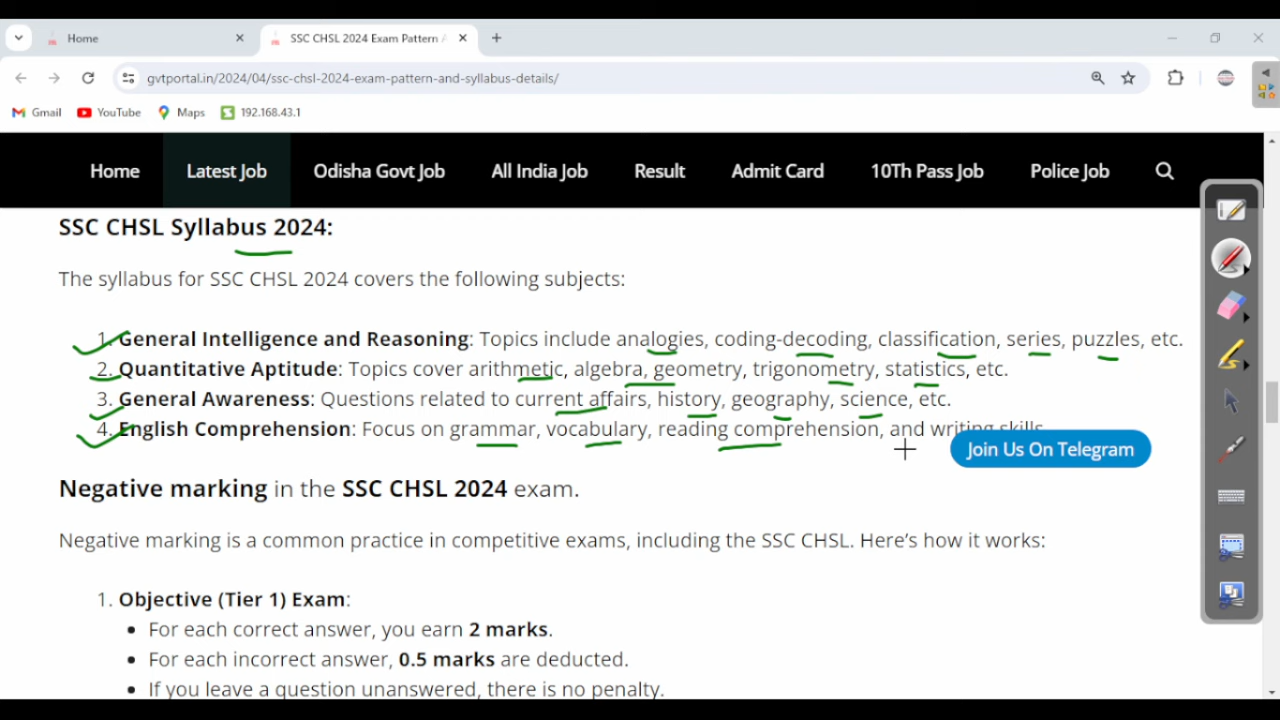 Home
SSC CHSL 2024 Exam Pattern
gvtportal.in/2024/04/ssc-chsl-2024-exam-pattern-and-syllabus-details/
Gmail YouTube Maps 192.168.43.1
Home Latest Job Odisha Govt Job All India Job Result Admit Card 10Th Pass Job Police Job
SSC CHSL Syllabus 2024:
The syllabus for SSC CHSL 2024 covers the following subjects:
1. General Intelligence and Reasoning: Topics include analogies, coding-decoding, classification, series, puzzles, etc.
2. Quantitative Aptitude: Topics cover arithmetic, algebra, geometry, trigonometry, statistics, etc.
3. General Awareness: Questions related to current affairs, history, geography, science, etc.
4. English Comprehension: Focus on grammar, vocabulary, reading comprehension, and writing skills.
Join Us On Telegram
Negative marking in the SSC CHSL 2024 exam.
Negative marking is a common practice in competitive exams, including the SSC CHSL. Here's how it works:
1. Objective (Tier 1) Exam:
• For each correct answer, you earn 2 marks.
• For each incorrect answer, 0.5 marks are deducted.
• If you leave a question unanswered, there is no penalty.